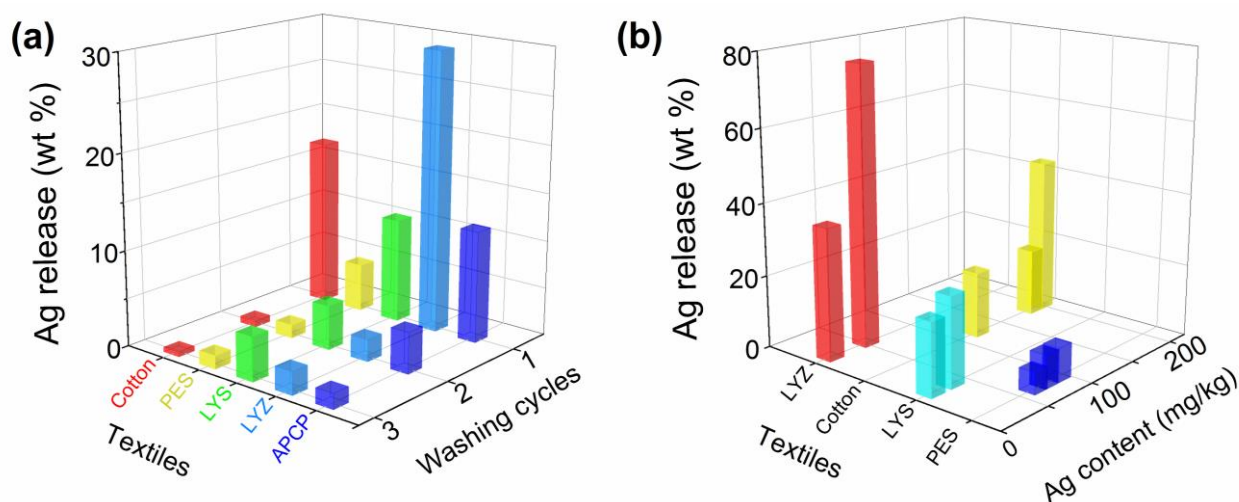 (a)
Ag release (wt %)
30
20
10
0
Cotton
PES
LYS
LYZ
APCP
Textiles
3
2
1
Washing cycles
(b)
Ag release (wt %)
80
60
40
20
0
LYZ
Cotton
LYS
PES
Textiles
0
100
200
Ag content (mg/kg)